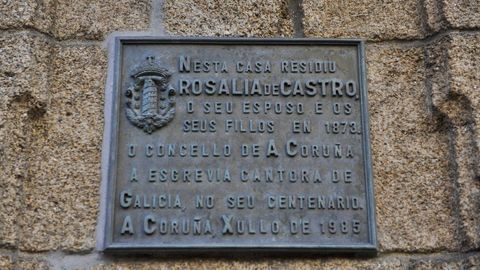 NESTA CASA RESIDIU
ROSALIA DE CASTRO,
O SEU ESPOSO E OS
SEUS FILLOS EN 1873.
O CONCELLO DE A CORUÑA
A ESGREVIA CANTORA DE
GALICIA, NO SEU CENTENARIO.
A CORUÑA, XULLO, DE 1985